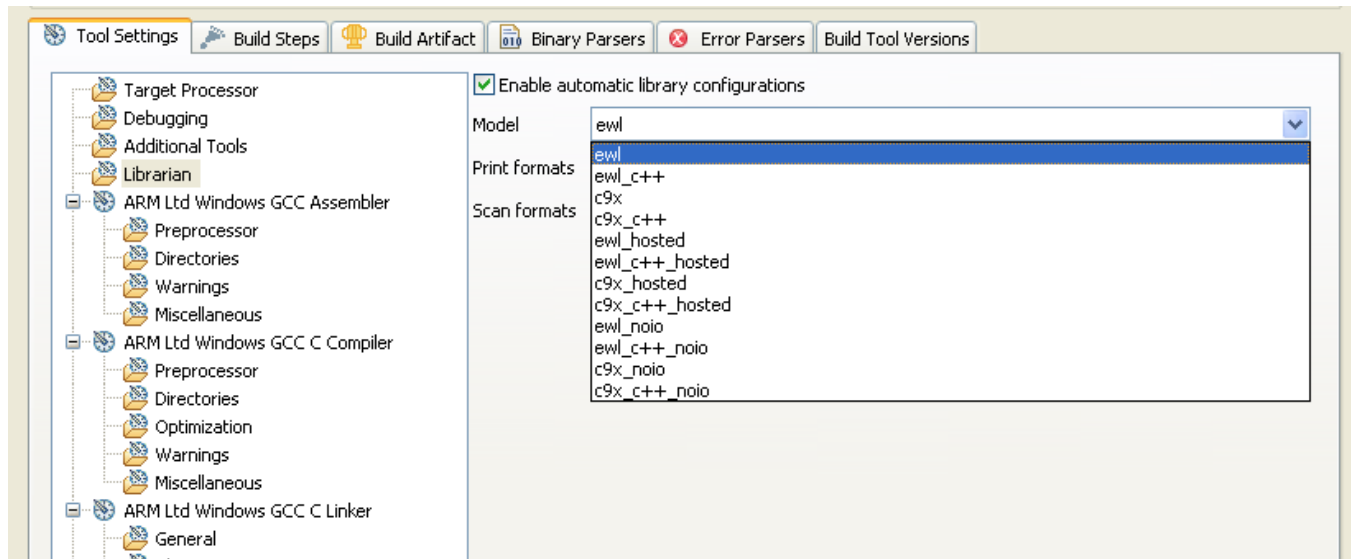 Tool Settings Build Steps Build Artifact Binary Parsers Error Parsers Build Tool Versions
Target Processor
Debugging
Additional Tools
Librarian
ARM Ltd Windows GCC Assembler
Preprocessor
Directories
Warnings
Miscellaneous
ARM Ltd Windows GCC C Compiler
Preprocessor
Directories
Optimization
Warnings
Miscellaneous
ARM Ltd Windows GCC C Linker
General
Enable automatic library configurations
Model ewl
Print formats
Scan formats
ewl
ewl_c++
c9x
c9x_c++
ewl_hosted
ewl_c++_hosted
c9x_hosted
c9x_c++_hosted
ewl_noio
ewl_c++_noio
c9x_noio
c9x_c++_noio